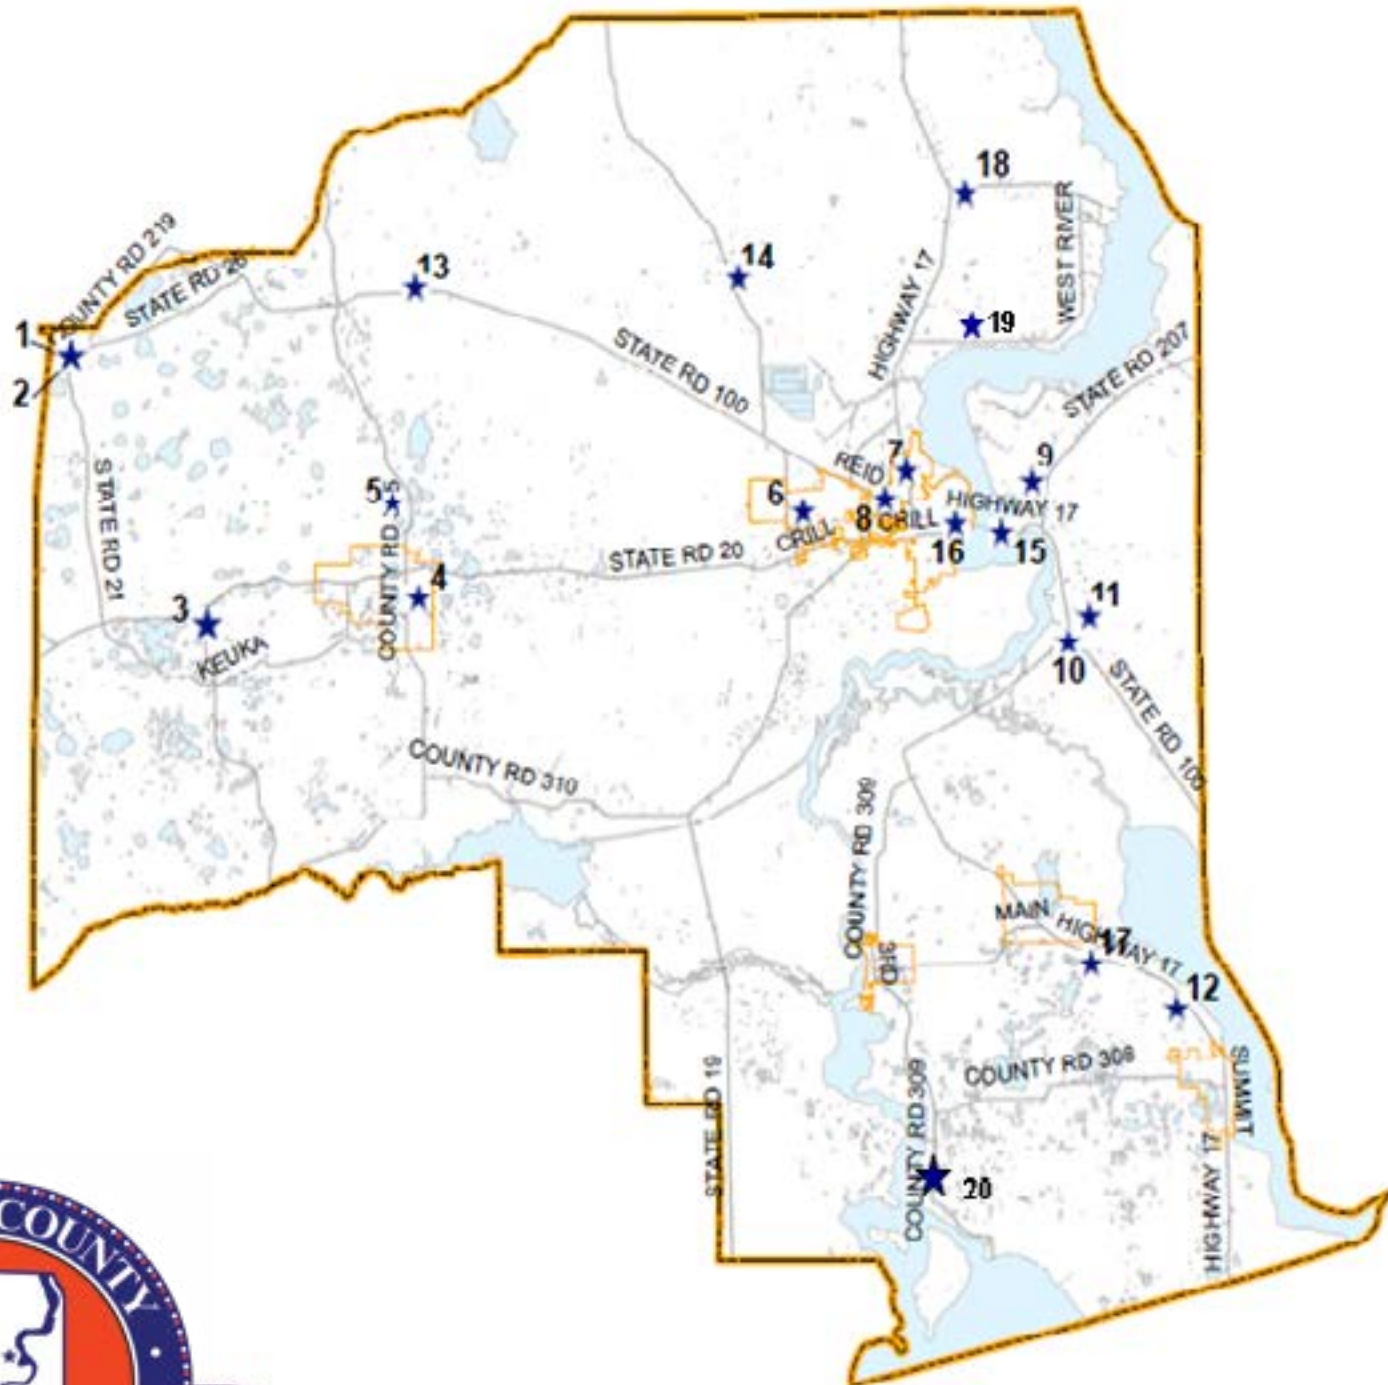 18
COUNTY RD 219
WEST RIVER
13
14
STATE RD 26
HIGHWAY 17
1
2
19
STATE RD 100
STATE RD 207
STATE RD 21
5
6
REID
7
9
HIGHWAY 17
8
CRILL
CRILL
16
15
STATE RD 20
4
COUNTY RD 315
3
KEUKA
11
10
STATE RD 100
COUNTY RD 310
COUNTY RD 309
MAIN
HIGHWAY 17
17
3RD
12
COUNTY RD 308
SUMMIT
STATE RD 19
COUNTY RD 309
HIGHWAY 17
20
COUNTY